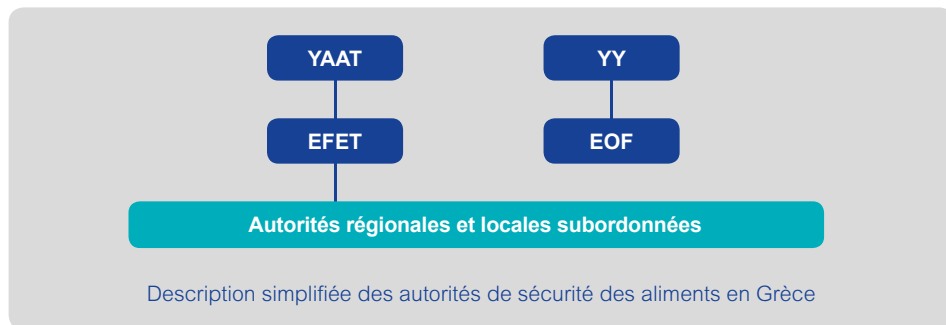 YAAT
YY
EFET
EOF
Autorités régionales et locales subordonnées
Description simplifiée des autorités de sécurité des aliments en Grèce